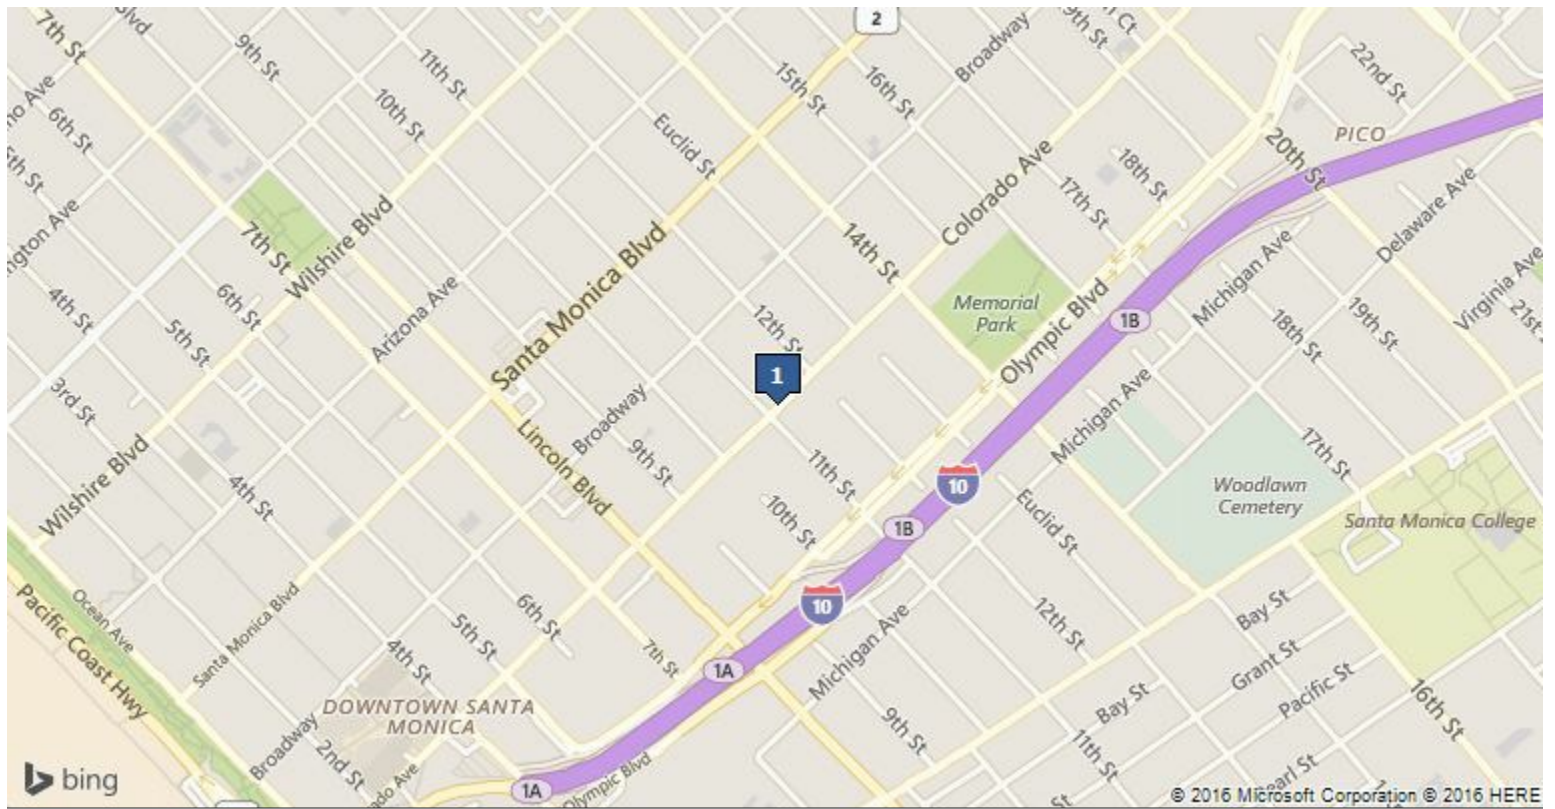 2
7th St
Blvd
9th St
11th St
10th St
15th St
16th St
Broadway
9th St
Ct
22nd St
PICO
20th St
6th St
Euclid St
18th St
17th St
Colorado Ave
14th St
Delaware Ave
Michigan Ave
Virginia Ave
7th St
Wilshire Blvd
Santa Monica Blvd
4th St
6th St
5th St
Arizona Ave
12th St
Memorial
Park
Olympic Blvd
1B
19th St
18th St
21st
1
3rd St
Lincoln Blvd
Broadway
9th St
11th St
10th St
Michigan Ave
17th St
Woodlawn
Cemetery
Santa Monica College
10
1B
Euclid St
Wilshire Blvd
4th St
Pacific Coast Hwy
Ocean Ave
Santa Monica Blvd
6th St
5th St
4th St
7th St
10
1A
Michigan Ave
12th St
Bay St
Grant St
Pacific St
16th St
Bay St
9th St
11th St
DOWNTOWN SANTA
MONICA
Broadway
2nd St
1A
Olympic Blvd
bing
© 2016 Microsoft Corporation © 2016 HERE